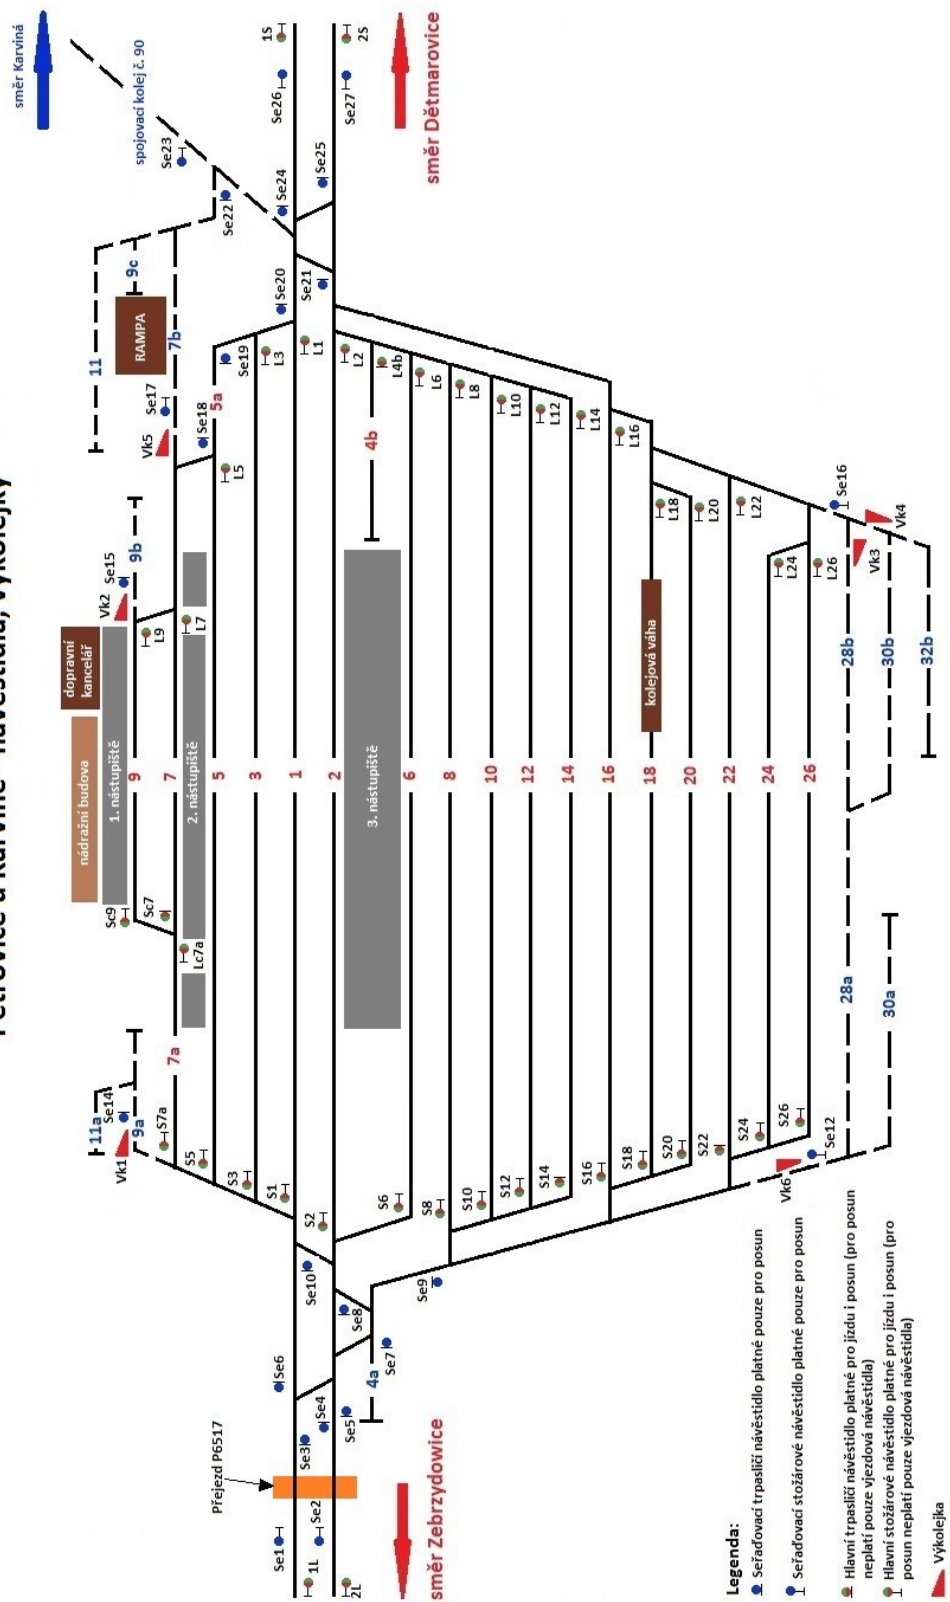 Petrovice u Karviné - návěstidla, výkolejky
směr Karviná
spojovací kolej č. 90
směr Dětmarovice
1S
2S
Se26
Se27
Se23
Se24
Se25
Se22
Se20
Se21
11
9c
RAMPA
7b
Se17
Vk5
Se18
5a
Se19
L3
L1
L2
L4b
L5
L6
L8
L10
L12
L14
L16
L18
L20
L22
L24
L26
Se16
Vk4
Vk3
4b
9b
Se15
Vk2
L9
L7
dopravní
kancelář
nádražní budova
1. nástupiště
2. nástupiště
3. nástupiště
kolejová váha
28b
30b
32b
9
7
5
3
1
2
6
8
10
12
14
16
18
20
22
24
26
Sc9
Sc7
Lc7a
28a
30a
7a
11a
Se14
9a
Vk1
S7a
S5
S3
S1
S2
S6
S8
S10
S12
S14
S16
S18
S20
S22
S24
S26
Se12
Vk6
Se10
Se9
Se8
Se7
Se6
4a
Se5
Se4
Se3
Přejezd P6517
Se1
Se2
1L
2L
směr Zebrzydowice
Legenda:
Seřaďovací trpasličí návěstidlo platné pouze pro posun
Seřaďovací stožárové návěstidlo platné pouze pro posun
Hlavní trpasličí návěstidlo platné pro jízdu i posun (pro posun
neplatí pouze vjezdová návěstidla)
Hlavní stožárové návěstidlo platné pro jízdu i posun (pro
posun neplatí pouze vjezdová návěstidla)
Výkolejka